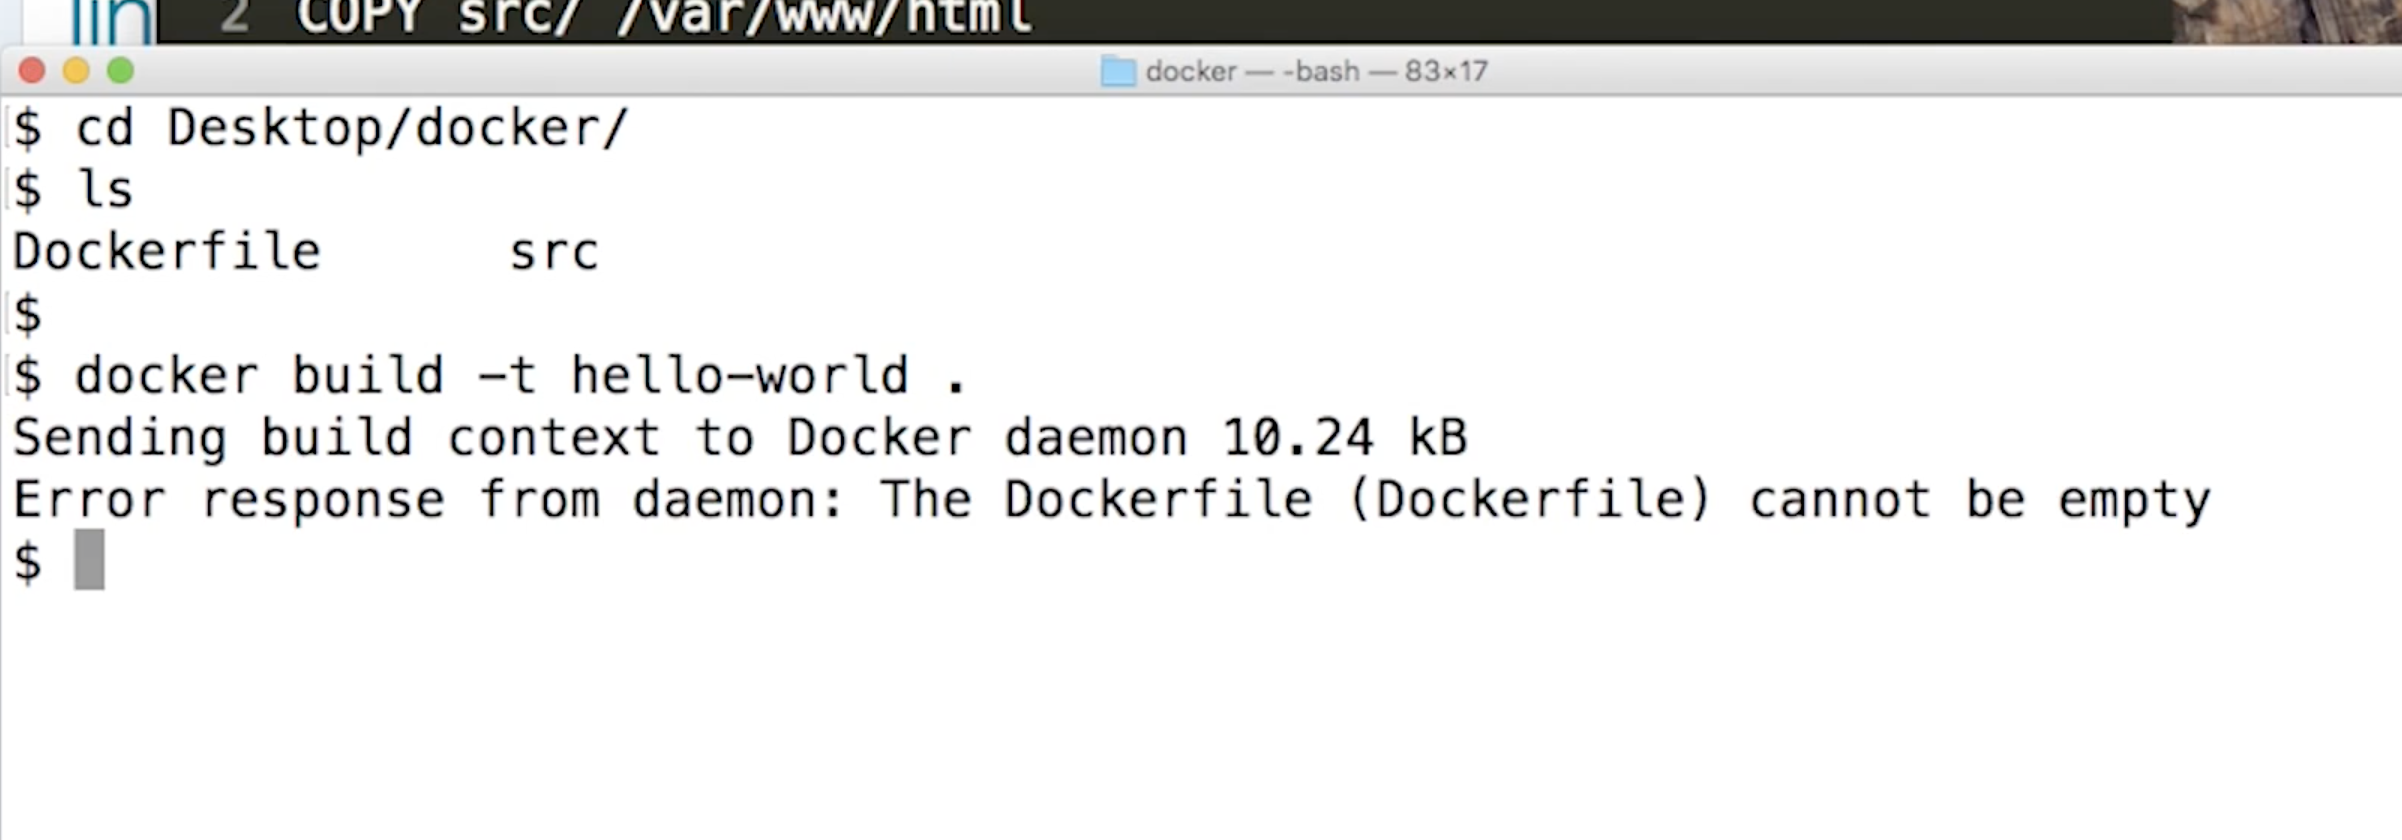 2 COPY src/ /var/www/html
docker — -bash — 83×17
$ cd Desktop/docker/
$ ls
Dockerfile src
$
$ docker build -t hello-world .
Sending build context to Docker daemon 10.24 kB
Error response from daemon: The Dockerfile (Dockerfile) cannot be empty
$